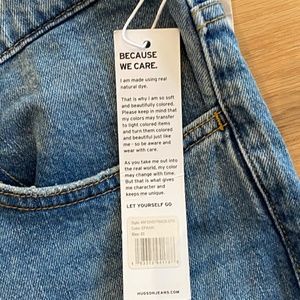 BECAUSE
WE CARE.
I am made using real
natural dye.
That is why I am so soft
and beautifully colored.
Please keep in mind that
my colors may transfer
to light colored items
and turn them colored
and beautiful just like
me - so be aware and
wear with care.
As you take me out into
the real world, my color
may change with time.
But that is what gives
me character and
keeps me unique.
LET YOURSELF GO
HUDSONJEANS.COM